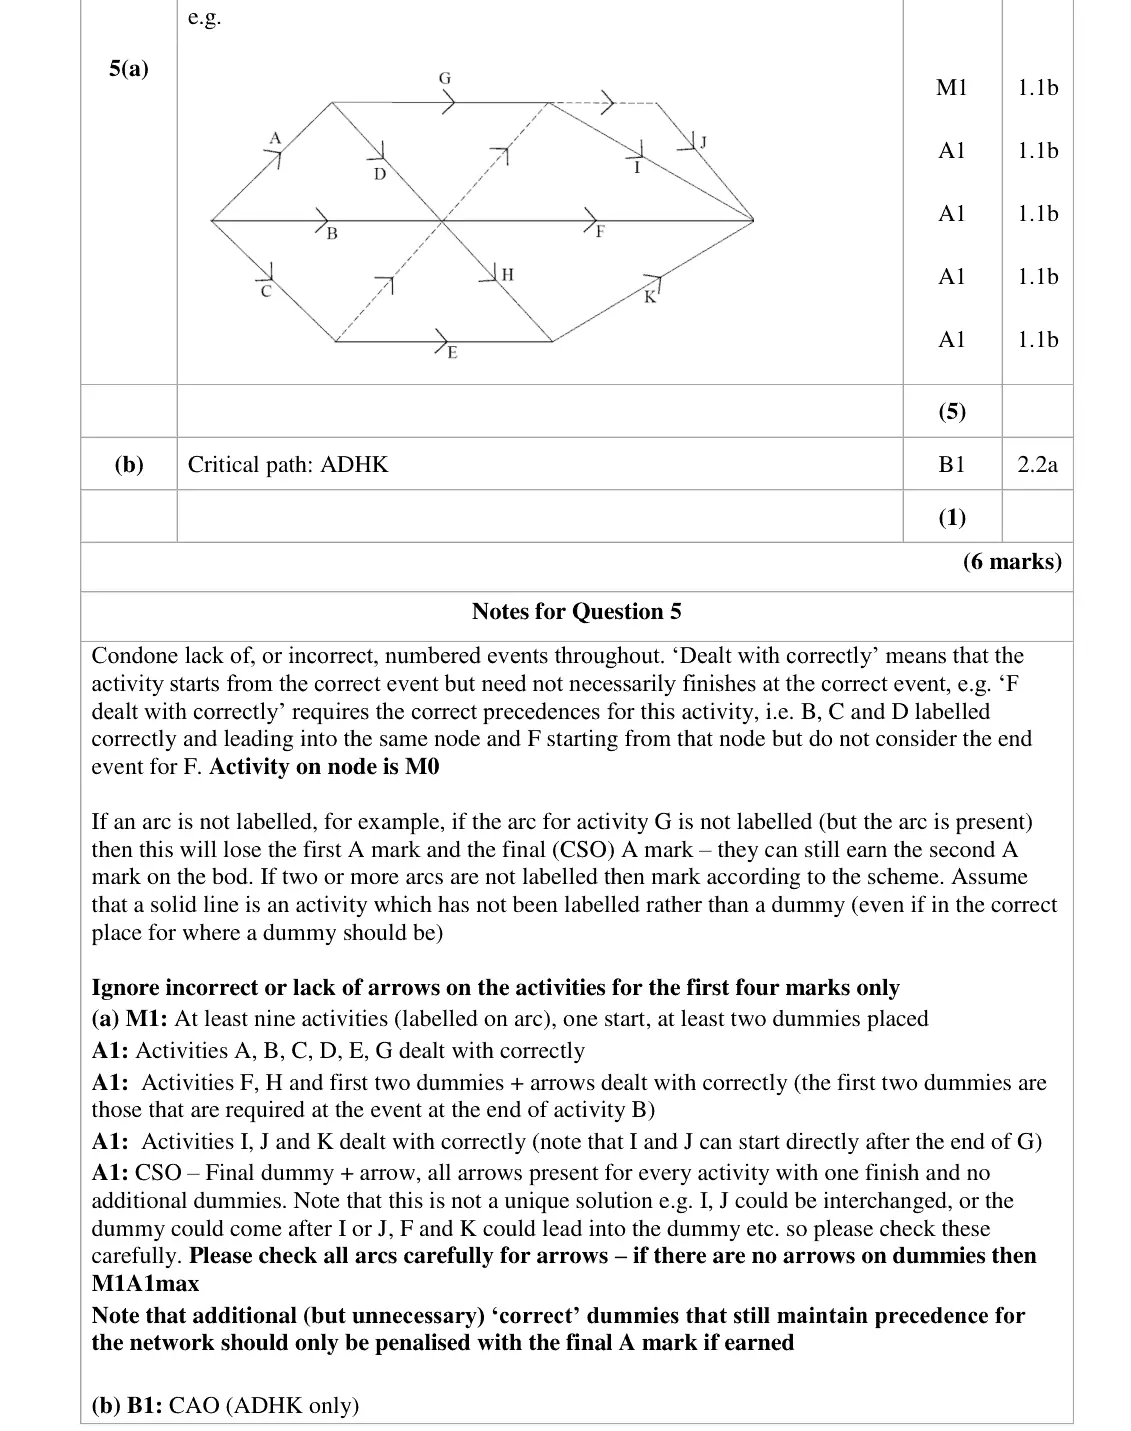 e.g.
5(a)
G
M1
1.1b
A
J
A1
1.1b
I
D
A1
1.1b
B
F
H
A1
1.1b
C
K
A1
1.1b
E
(5)
(b)
Critical path: ADHK
B1
2.2a
(1)
(6 marks)
Notes for Question 5
Condone lack of, or incorrect, numbered events throughout. ‘Dealt with correctly’ means that the
activity starts from the correct event but need not necessarily finishes at the correct event, e.g. ‘F
dealt with correctly’ requires the correct precedences for this activity, i.e. B, C and D labelled
correctly and leading into the same node and F starting from that node but do not consider the end
event for F. Activity on node is M0
If an arc is not labelled, for example, if the arc for activity G is not labelled (but the arc is present)
then this will lose the first A mark and the final (CSO) A mark – they can still earn the second A
mark on the bod. If two or more arcs are not labelled then mark according to the scheme. Assume
that a solid line is an activity which has not been labelled rather than a dummy (even if in the correct
place for where a dummy should be)
Ignore incorrect or lack of arrows on the activities for the first four marks only
(a) M1: At least nine activities (labelled on arc), one start, at least two dummies placed
A1: Activities A, B, C, D, E, G dealt with correctly
A1: Activities F, H and first two dummies + arrows dealt with correctly (the first two dummies are
those that are required at the event at the end of activity B)
A1: Activities I, J and K dealt with correctly (note that I and J can start directly after the end of G)
A1: CSO – Final dummy + arrow, all arrows present for every activity with one finish and no
additional dummies. Note that this is not a unique solution e.g. I, J could be interchanged, or the
dummy could come after I or J, F and K could lead into the dummy etc. so please check these
carefully. Please check all arcs carefully for arrows – if there are no arrows on dummies then
M1A1max
Note that additional (but unnecessary) ‘correct’ dummies that still maintain precedence for
the network should only be penalised with the final A mark if earned
(b) B1: CAO (ADHK only)